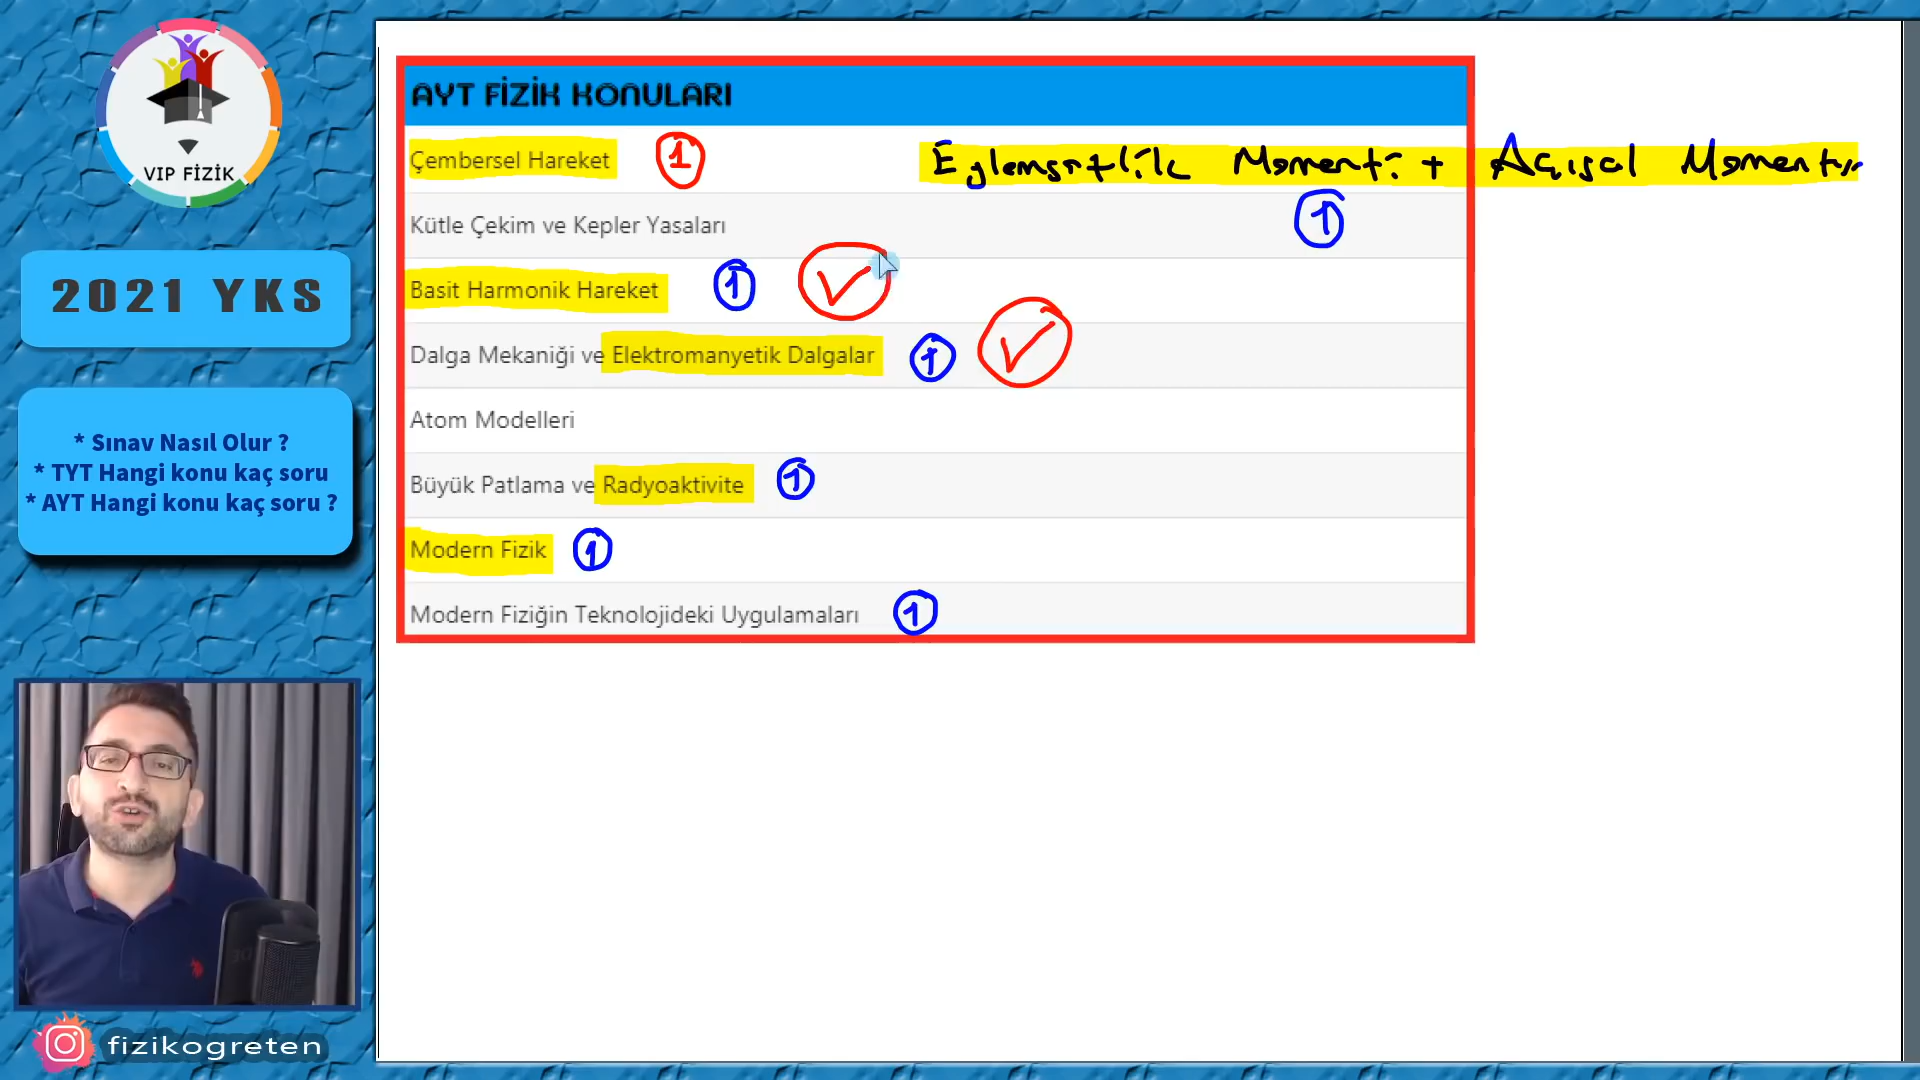 VIP FİZİK
2021 YKS
* Sınav Nasıl Olur ?
* TYT Hangi konu kaç soru
* AYT Hangi konu kaç soru ?
fizikogreten
AYT FİZİK KONULARI
Çembersel Hareket 1 Eylemsizlik Momenti + Açısal Momentum
Kütle Çekim ve Kepler Yasaları 1
Basit Harmonik Hareket 1
Dalga Mekaniği ve Elektromanyetik Dalgalar 1
Atom Modelleri
Büyük Patlama ve Radyoaktivite 1
Modern Fizik 1
Modern Fiziğin Teknolojideki Uygulamaları 1